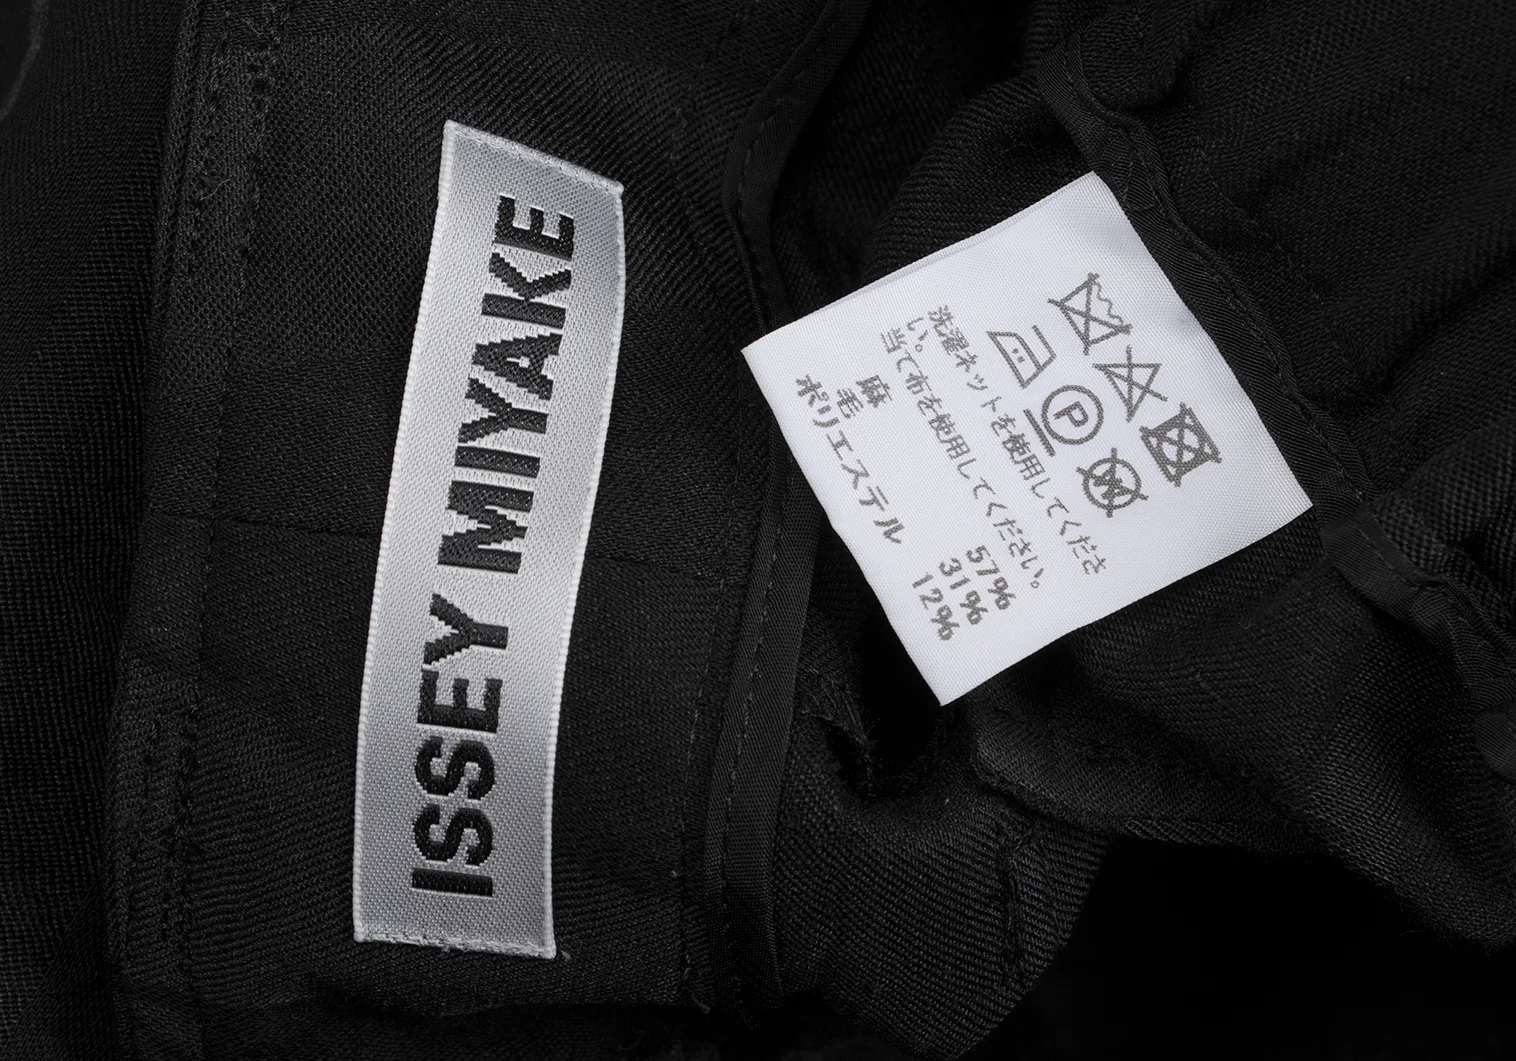 ISSEY MIYAKE
P
W
洗濯ネットを使用してくださ
い。
当て布を使用してください。
麻 57%
毛 31%
ポリエステル 12%